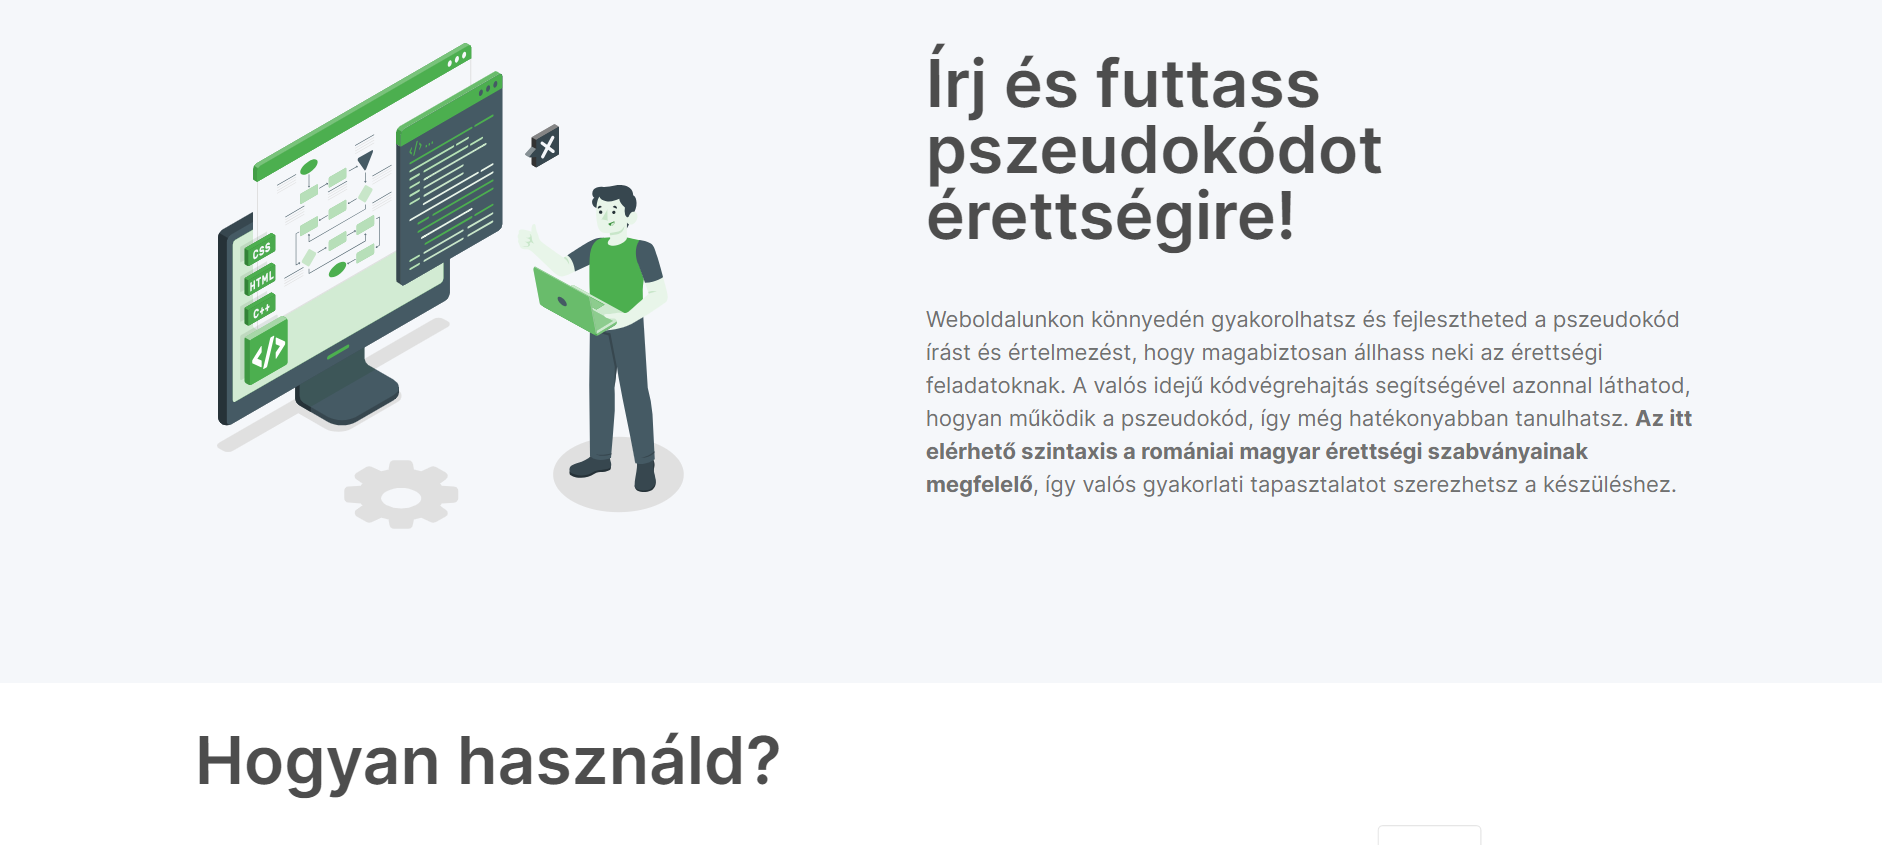 CSS
HTML
C++
</>
</> ...
Írj és futtass
pszeudokódot
érettségire!
Weboldalunkon könnyedén gyakorolhatsz és fejlesztheted a pszeudokód
írást és értelmezést, hogy magabiztosan állhass neki az érettségi
feladatoknak. A valós idejű kódvégrehajtás segítségével azonnal láthatod,
hogyan működik a pszeudokód, így még hatékonyabban tanulhatsz. Az itt
elérhető szintaxis a romániai magyar érettségi szabványainak
megfelelő, így valós gyakorlati tapasztalatot szerezhetsz a készüléshez.
Hogyan használd?